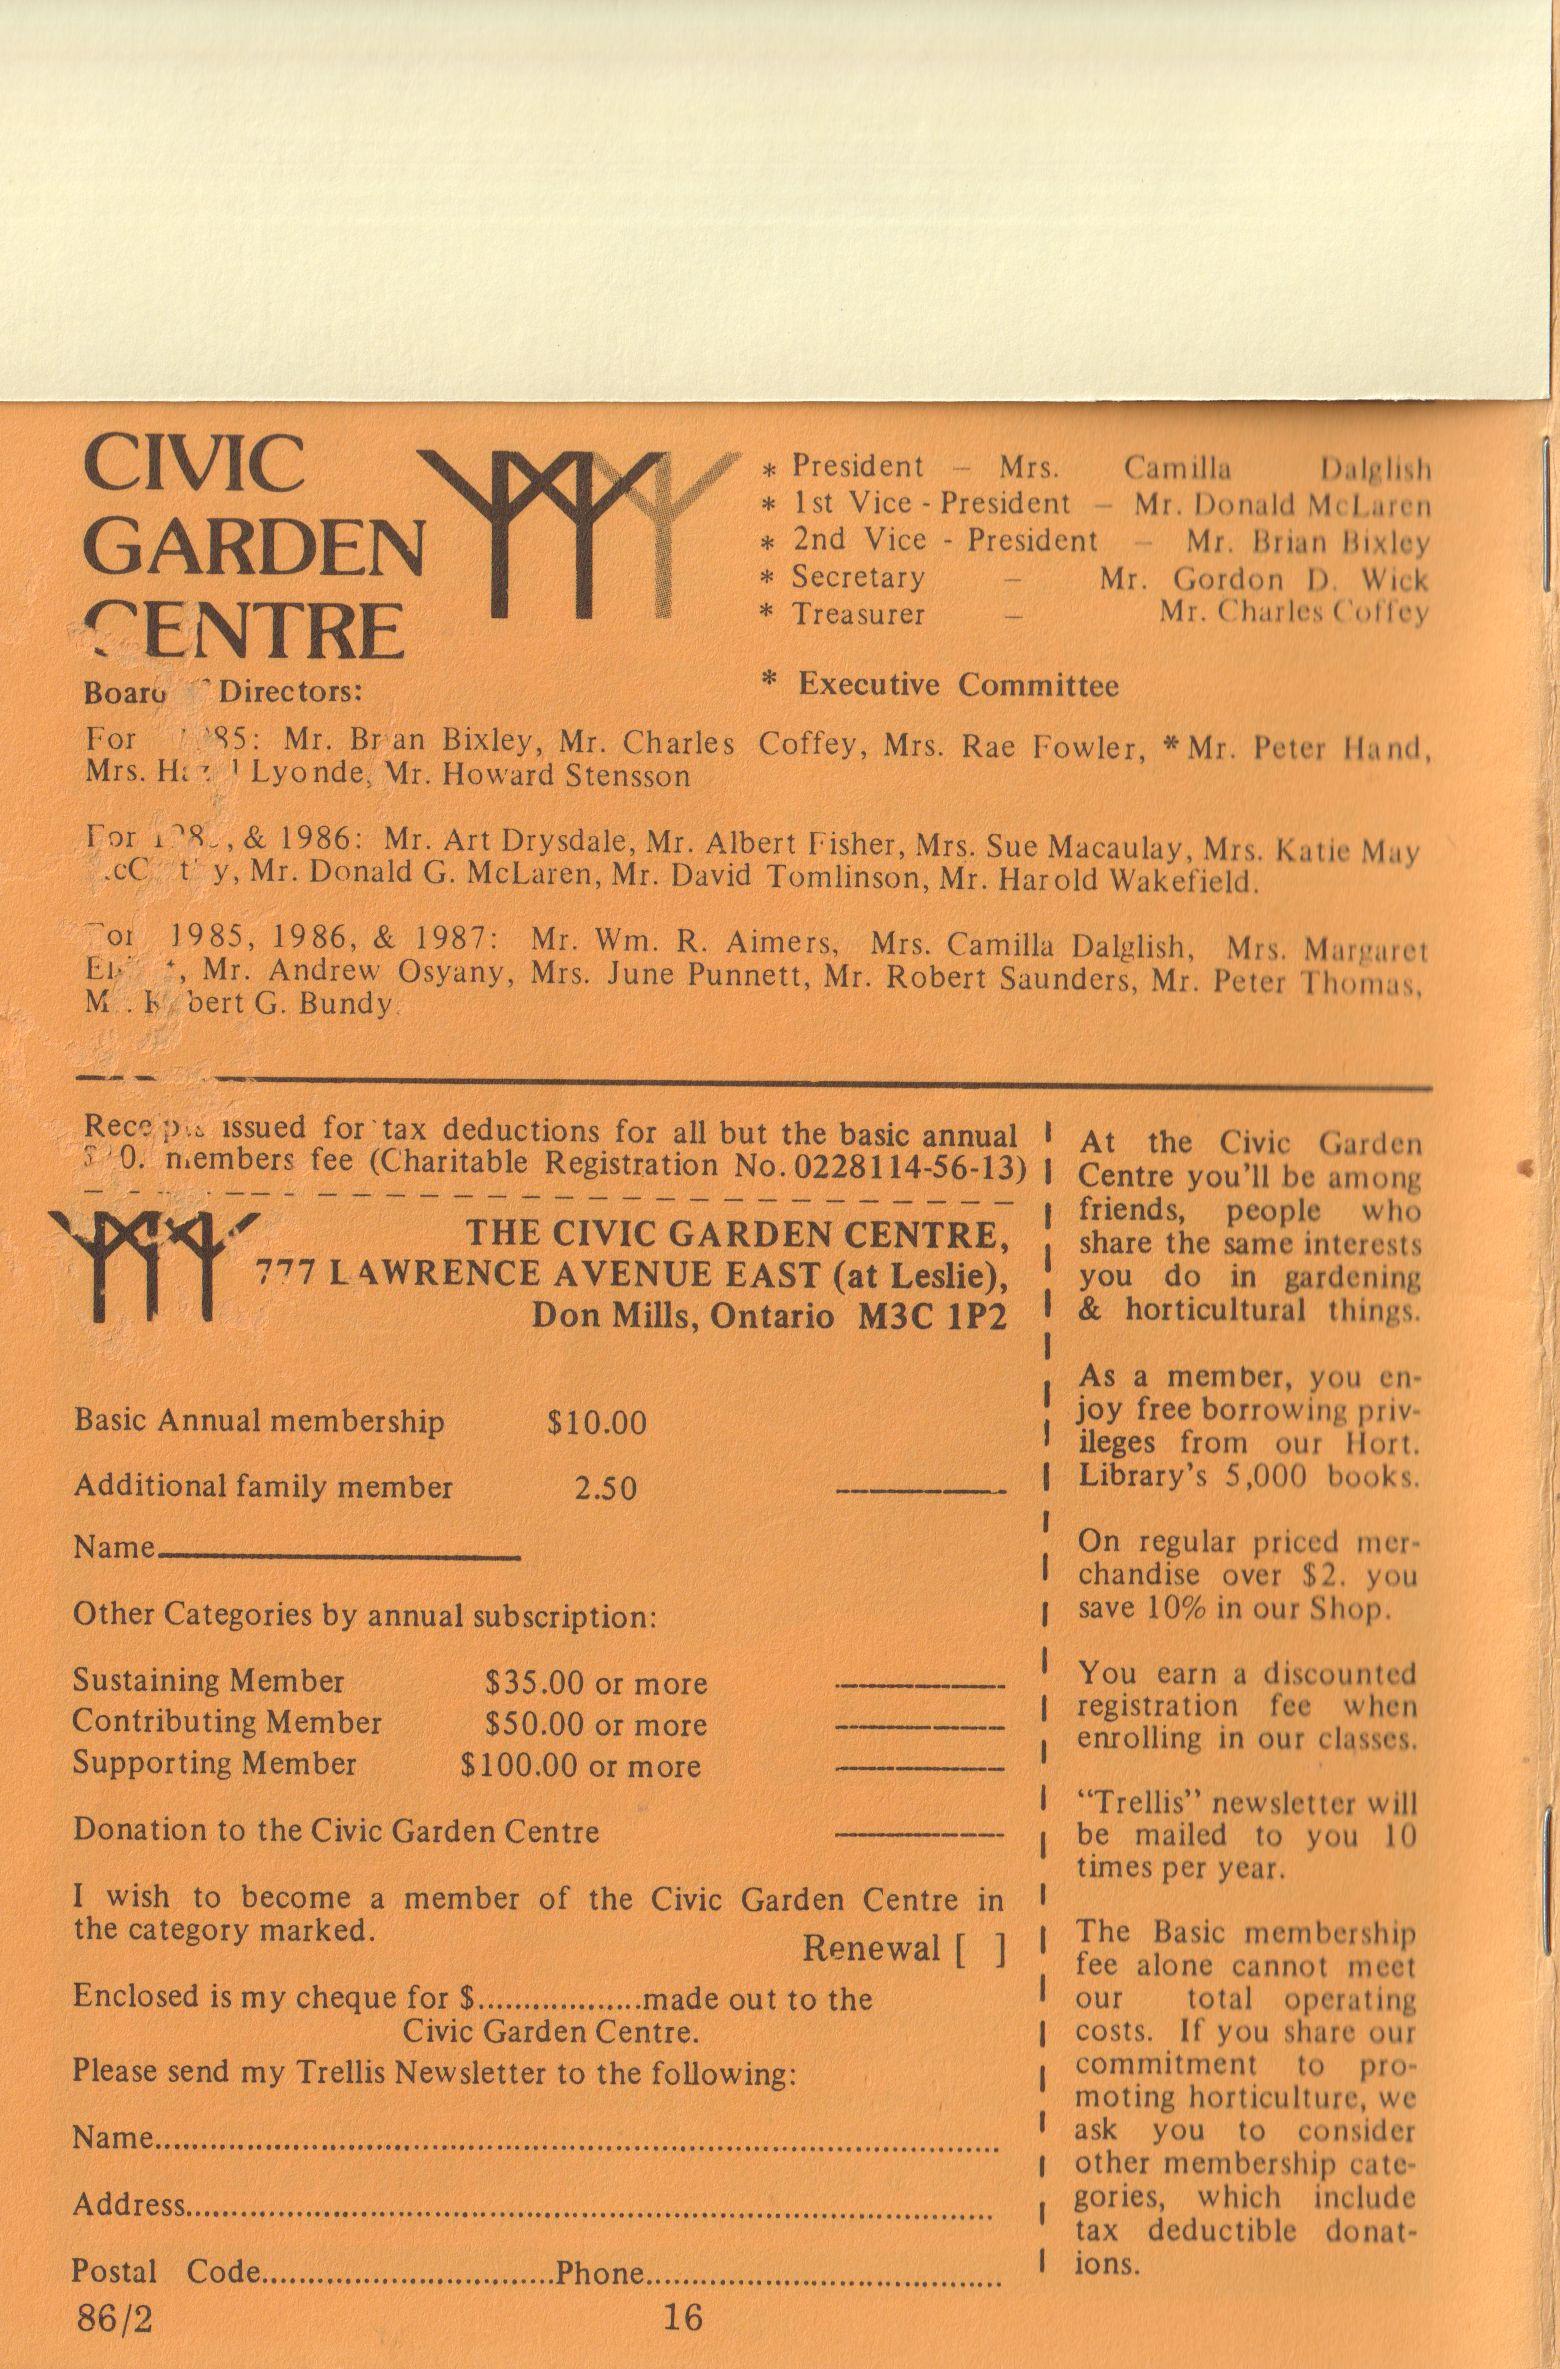 CIVIC
GARDEN
CENTRE
* President – Mrs. Camilla Dalglish
* 1st Vice - President – Mr. Donald McLaren
* 2nd Vice - President – Mr. Brian Bixley
* Secretary – Mr. Gordon D. Wick
* Treasurer – Mr. Charles Coffey
* Executive Committee
Board Directors:
For Mr. Brian Bixley, Mr. Charles Coffey, Mrs. Rae Fowler, *Mr. Peter Hand,
Mrs. Lyonde, Mr. Howard Stensson
For & 1986: Mr. Art Drysdale, Mr. Albert Fisher, Mrs. Sue Macaulay, Mrs. Katie May
Mr. Donald G. McLaren, Mr. David Tomlinson, Mr. Harold Wakefield.
For 1985, 1986, & 1987: Mr. Wm. R. Aimers, Mrs. Camilla Dalglish, Mrs. Margaret
Mr. Andrew Osyany, Mrs. June Punnett, Mr. Robert Saunders, Mr. Peter Thomas,
G. Bundy.
Receipts issued for tax deductions for all but the basic annual
members fee (Charitable Registration No. 0228114-56-13)
THE CIVIC GARDEN CENTRE,
777 LAWRENCE AVENUE EAST (at Leslie),
Don Mills, Ontario M3C 1P2
Basic Annual membership $10.00
Additional family member 2.50
Name
Other Categories by annual subscription:
Sustaining Member $35.00 or more
Contributing Member $50.00 or more
Supporting Member $100.00 or more
Donation to the Civic Garden Centre
I wish to become a member of the Civic Garden Centre in
the category marked.
Renewal [ ]
Enclosed is my cheque for $..................made out to the
Civic Garden Centre.
Please send my Trellis Newsletter to the following:
Name
Address
Postal Code................................Phone
86/2 16
At the Civic Garden
Centre you'll be among
friends, people who
share the same interests
you do in gardening
& horticultural things.
As a member, you en-
joy free borrowing priv-
ileges from our Hort.
Library's 5,000 books.
On regular priced mer-
chandise over $2. you
save 10% in our Shop.
You earn a discounted
registration fee when
enrolling in our classes.
"Trellis" newsletter will
be mailed to you 10
times per year.
The Basic membership
fee alone cannot meet
our total operating
costs. If you share our
commitment to pro-
moting horticulture, we
ask you to consider
other membership cate-
gories, which include
tax deductible donat-
ions.